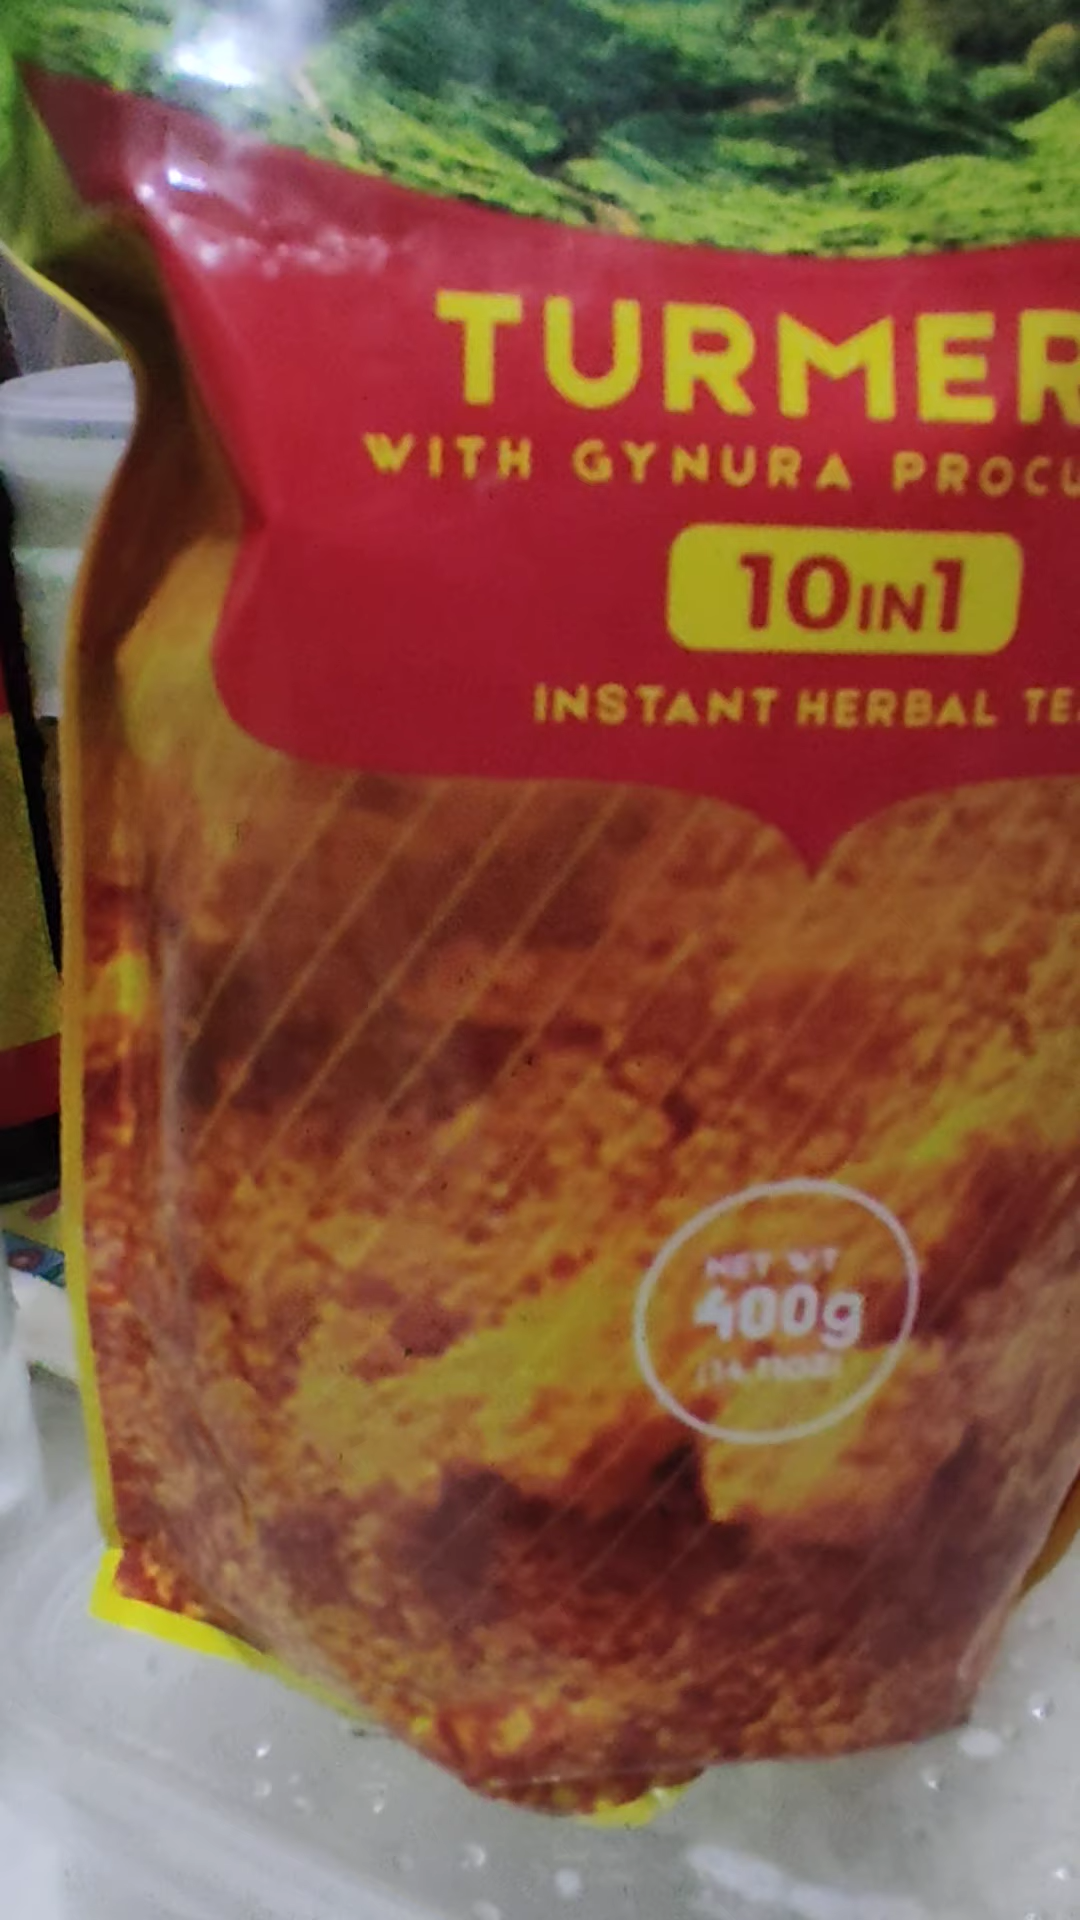 TURMER
WITH GYNURA PROCU
10IN1
INSTANT HERBAL TE
NET WT
400g